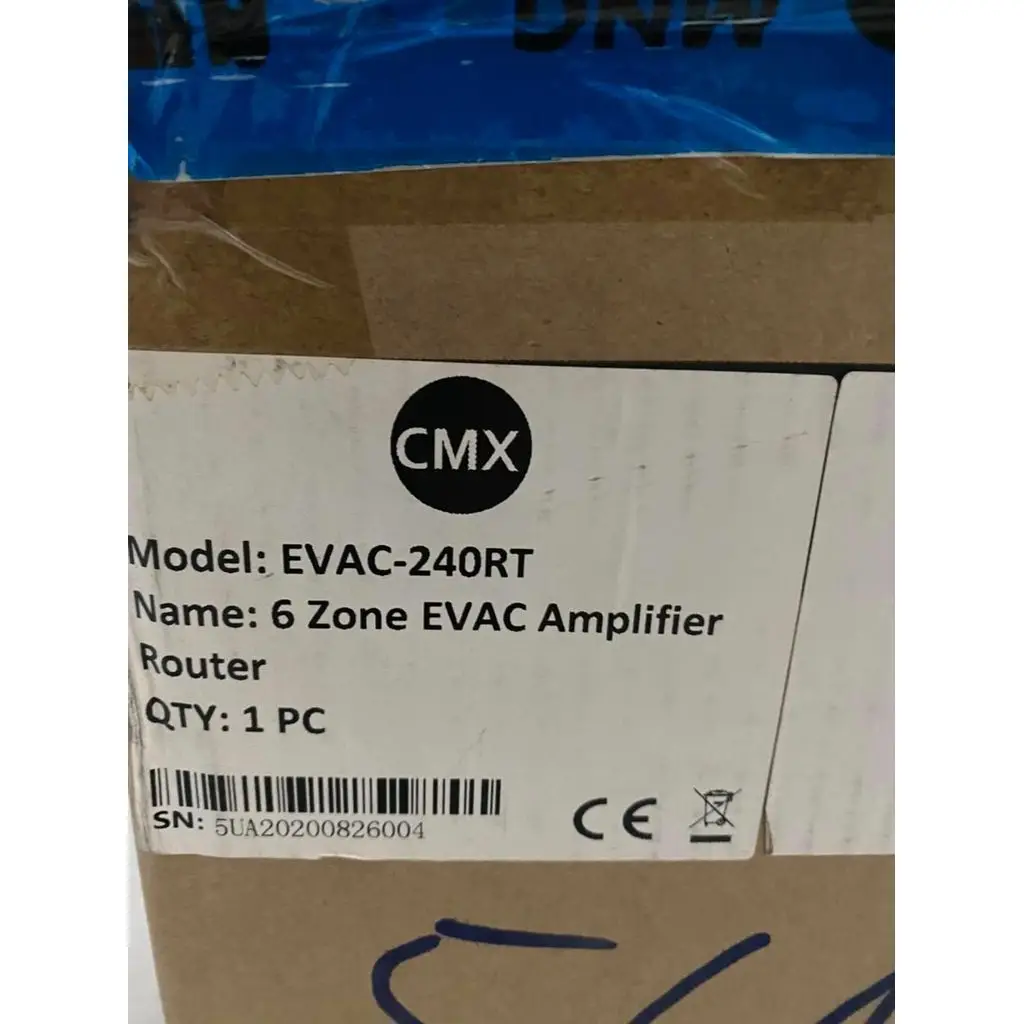 CMX
Model: EVAC-240RT
Name: 6 Zone EVAC Amplifier
Router
QTY: 1 PC
SN: 5UA20200826004
CE